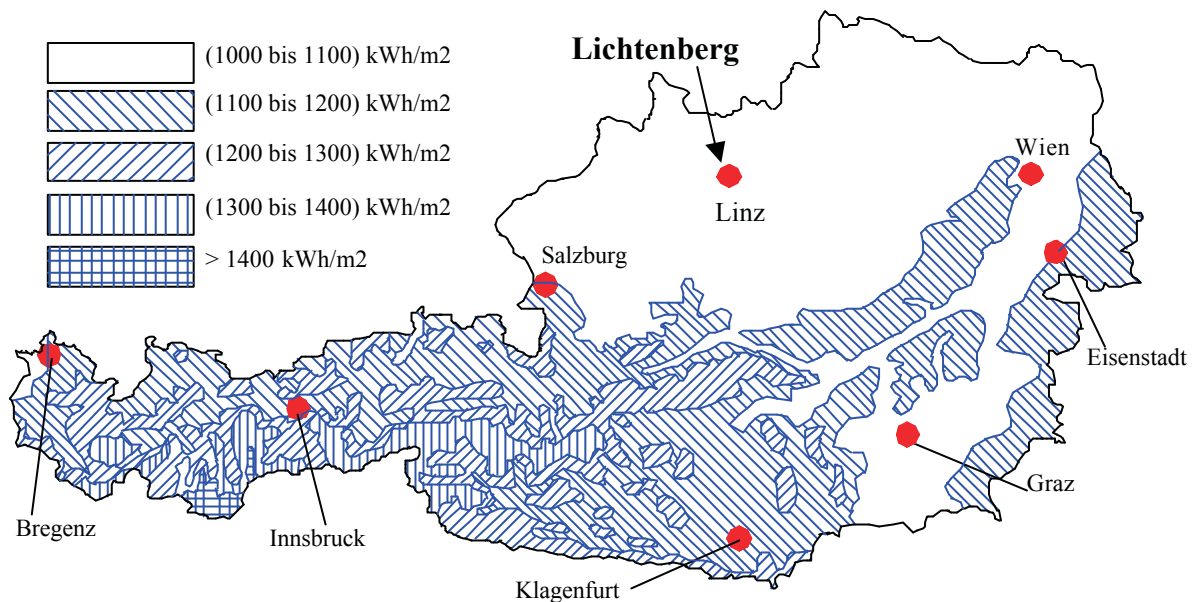 (1000 bis 1100) kWh/m2
(1100 bis 1200) kWh/m2
(1200 bis 1300) kWh/m2
(1300 bis 1400) kWh/m2
> 1400 kWh/m2
Lichtenberg
Linz
Wien
Salzburg
Eisenstadt
Graz
Bregenz
Innsbruck
Klagenfurt